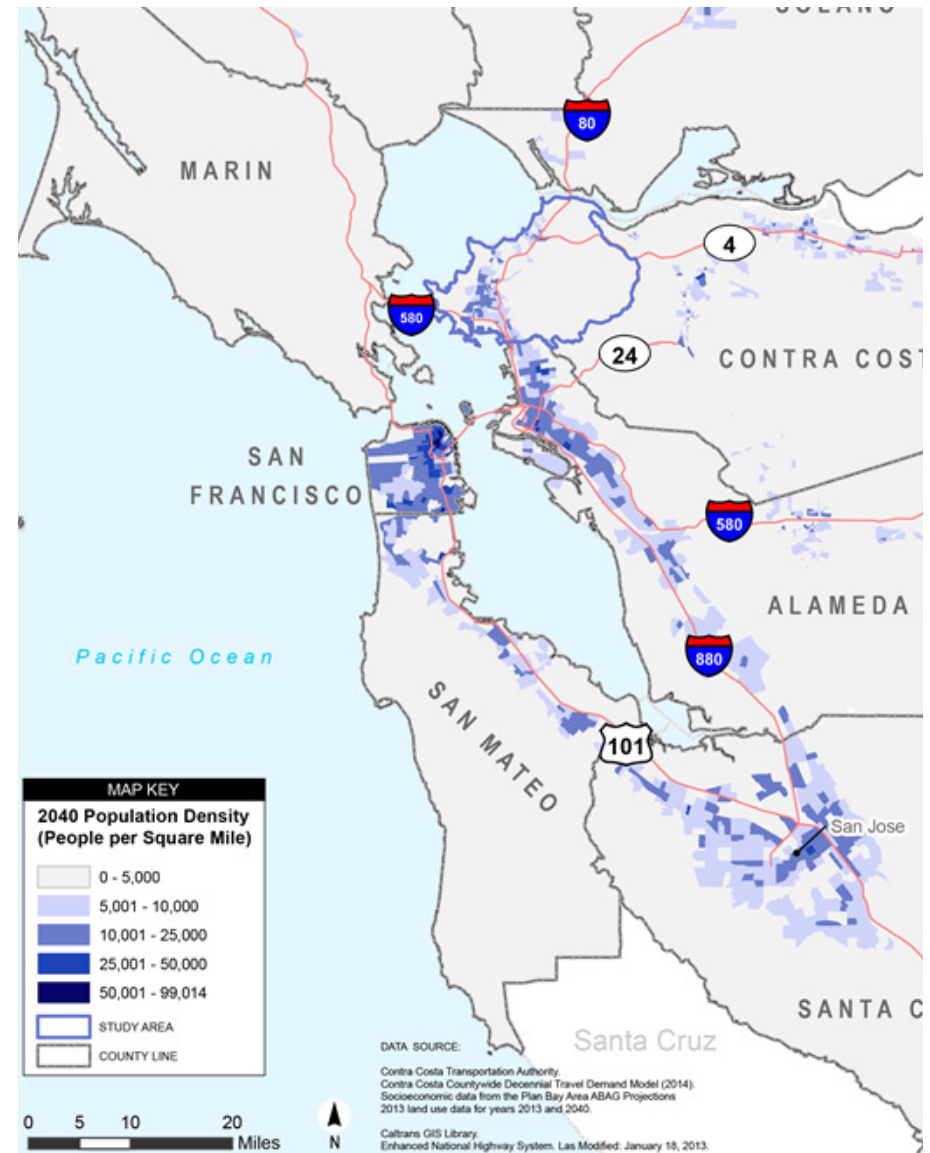 SOLANO
80
MARIN
4
580
24
CONTRA COST
SAN
FRANCISCO
580
ALAMEDA
Pacific Ocean
880
SAN MATEO
101
MAP KEY
2040 Population Density
(People per Square Mile)
0 - 5,000
5,001 - 10,000
10,001 - 25,000
25,001 - 50,000
50,001 - 99,014
STUDY AREA
COUNTY LINE
San Jose
SANTA C
Santa Cruz
DATA SOURCE:
Contra Costa Transportation Authority.
Contra Costa Countywide Decennial Travel Demand Model (2014).
Socioeconomic data from the Plan Bay Area ABAG Projections
2013 land use data for years 2013 and 2040.
Caltrans GIS Library.
Enhanced National Highway System. Las Modified: January 18, 2013.
0 5 10 20
Miles
N